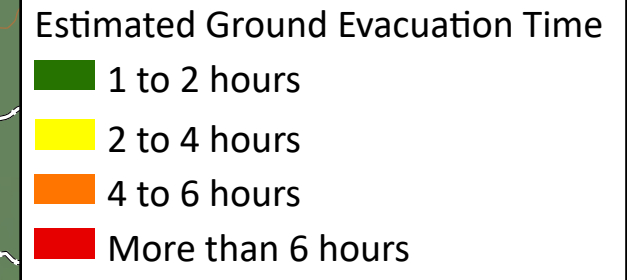 Estimated Ground Evacuation Time
1 to 2 hours
2 to 4 hours
4 to 6 hours
More than 6 hours